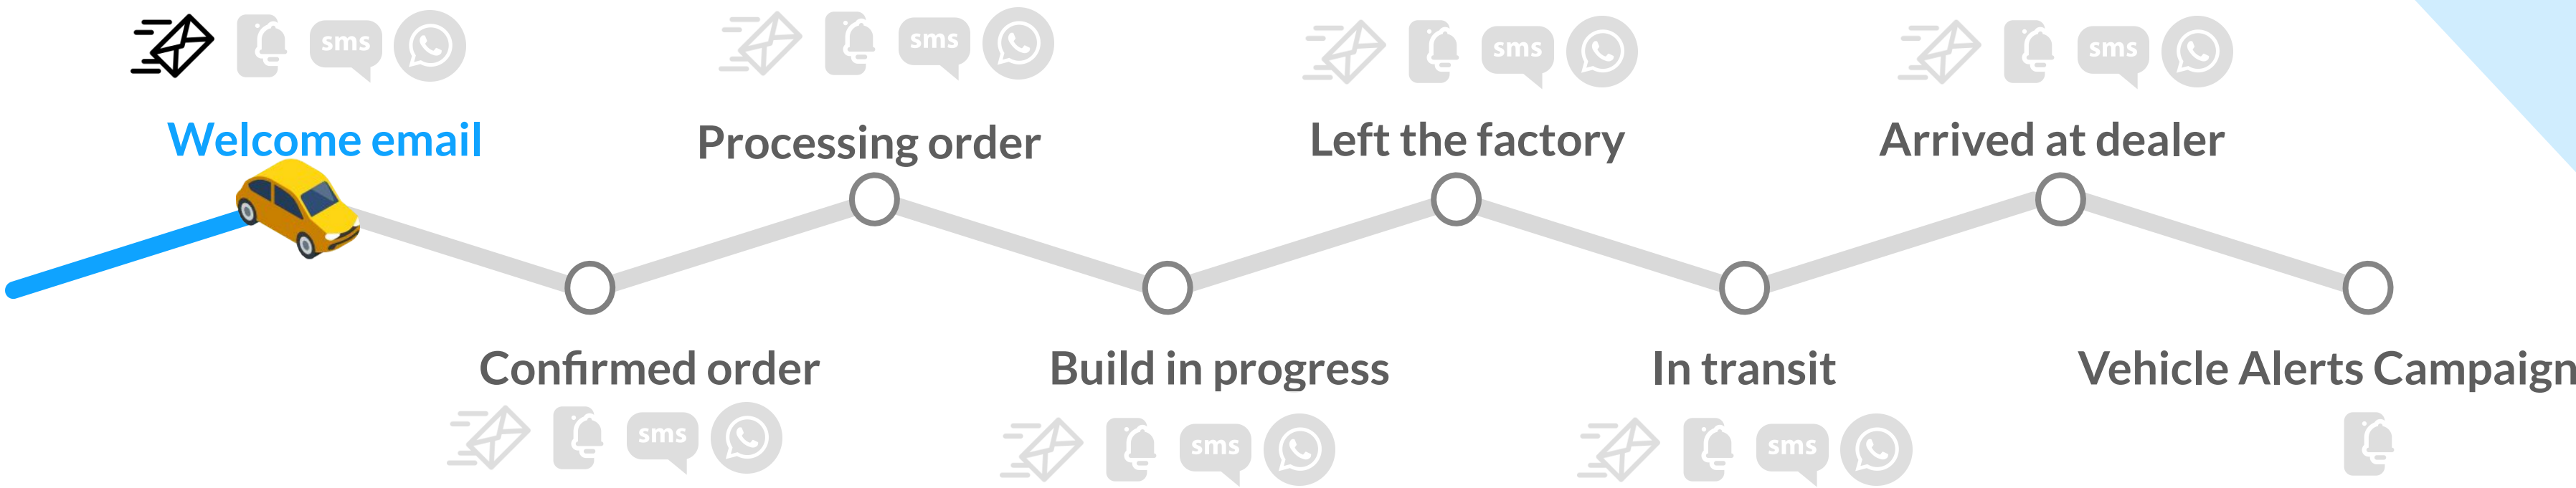 sms
sms
sms
sms
Welcome email
Processing order
Left the factory
Arrived at dealer
Confirmed order
Build in progress
In transit
Vehicle Alerts Campaign
sms
sms
sms